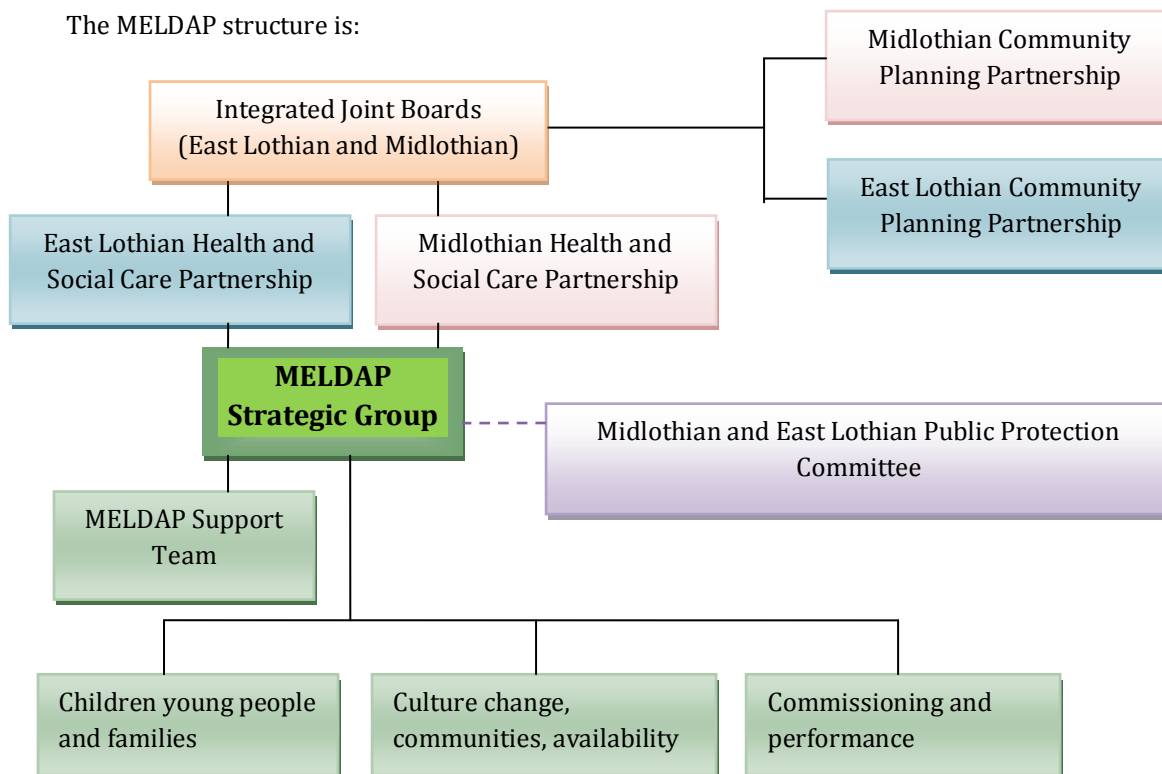 The MELDAP structure is:
Midlothian Community
Planning Partnership
Integrated Joint Boards
(East Lothian and Midlothian)
East Lothian Community
Planning Partnership
East Lothian Health and
Social Care Partnership
Midlothian Health and
Social Care Partnership
MELDAP
Strategic Group
Midlothian and East Lothian Public Protection
Committee
MELDAP Support
Team
Children young people
and families
Culture change,
communities, availability
Commissioning and
performance